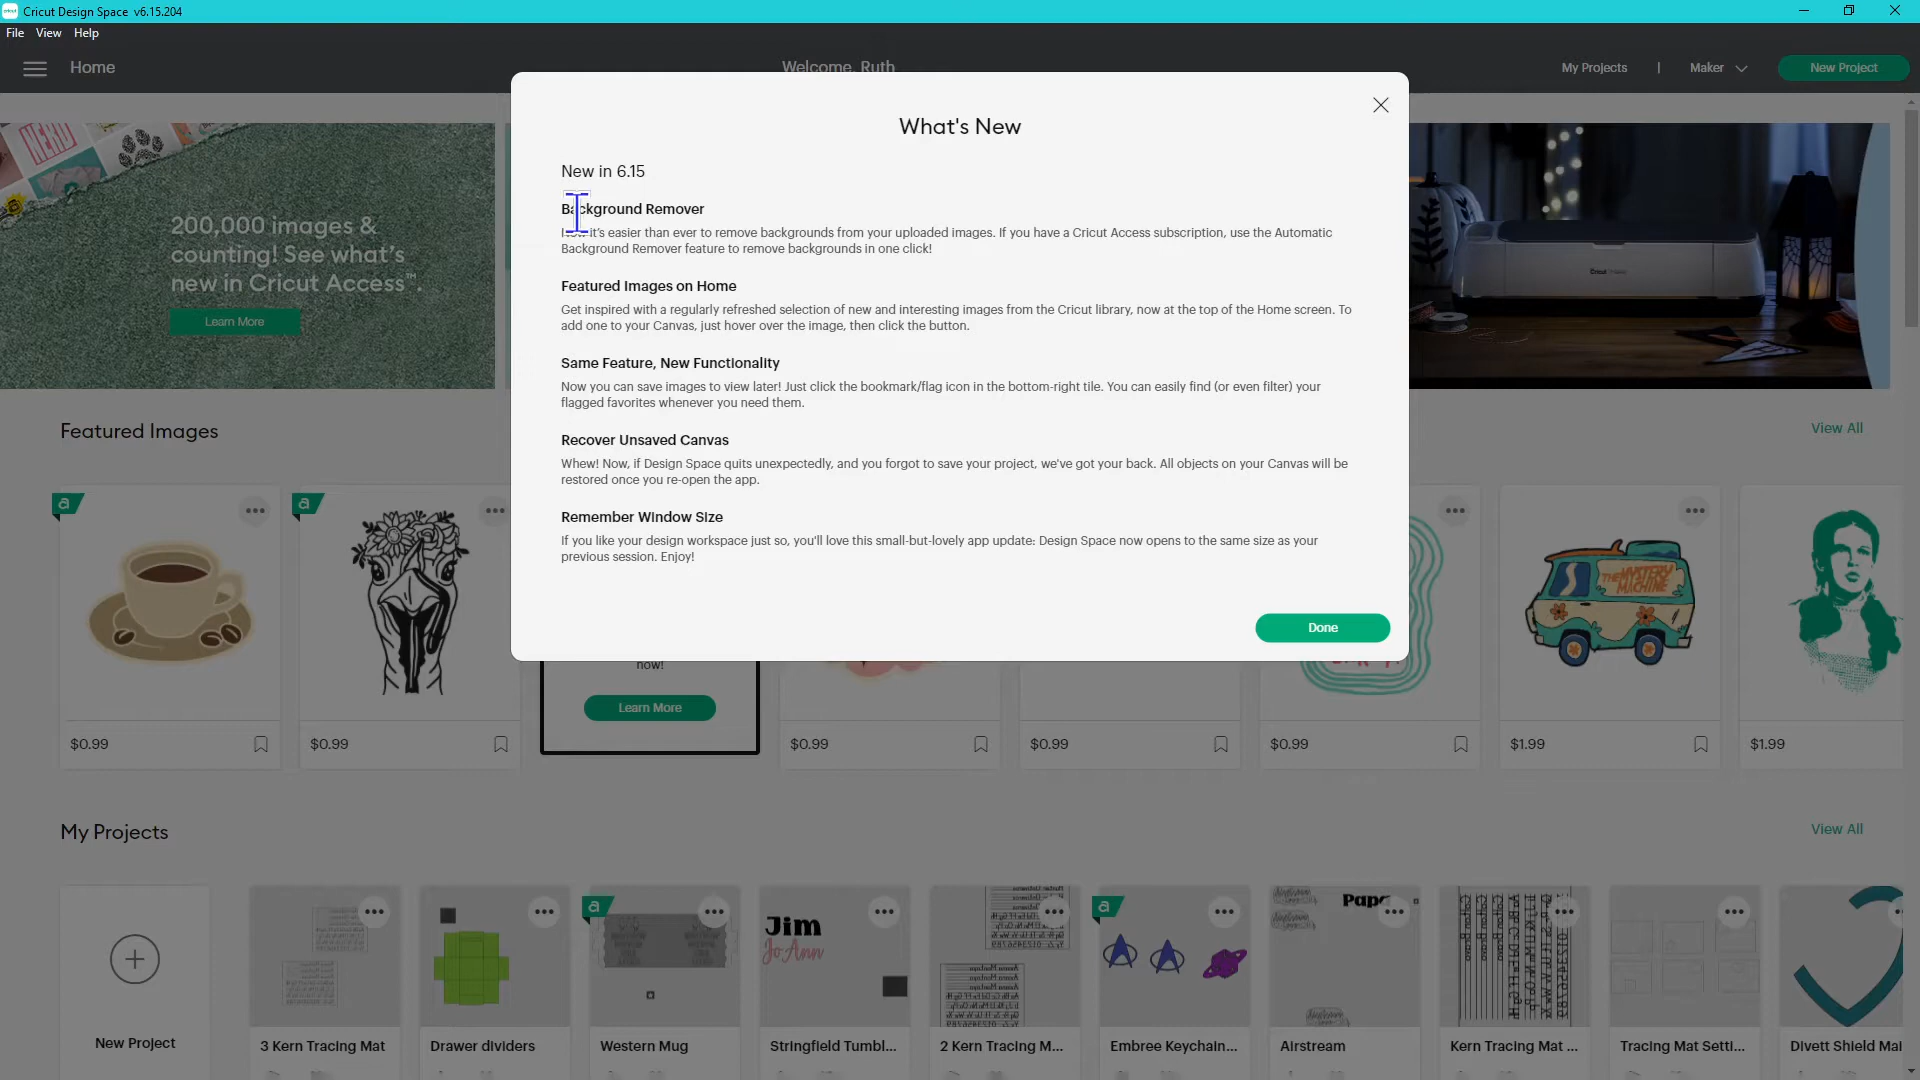 Cricut Design Space v6.15.204
File View Help
Home
Welcome, Ruth
My Projects | Maker
New Project
What's New
New in 6.15
Background Remover
it's easier than ever to remove backgrounds from your uploaded images. If you have a Cricut Access subscription, use the Automatic
Background Remover feature to remove backgrounds in one click!
Featured Images on Home
Get inspired with a regularly refreshed selection of new and interesting images from the Cricut library, now at the top of the Home screen. To
add one to your Canvas, just hover over the image, then click the button.
Same Feature, New Functionality
Now you can save images to view later! Just click the bookmark/flag icon in the bottom-right tile. You can easily find (or even filter) your
flagged favorites whenever you need them.
Recover Unsaved Canvas
Whew! Now, if Design Space quits unexpectedly, and you forgot to save your project, we've got your back. All objects on your Canvas will be
restored once you re-open the app.
Remember Window Size
If you like your design workspace just so, you'll love this small-but-lovely app update: Design Space now opens to the same size as your
previous session. Enjoy!
Done
NERD
200,000 images &
counting! See what's
new in Cricut Access™.
Learn More
Featured Images
View All
a
a
THE MYSTERY
MACHINE
now!
Learn More
$0.99
$0.99
$0.99
$0.99
$0.99
$1.99
$1.99
My Projects
View All
a
Jim
JoAnn
a
Pape
New Project
3 Kern Tracing Mat
Drawer dividers
Western Mug
Stringfield Tumbl...
2 Kern Tracing M...
Embree Keychain...
Airstream
Kern Tracing Mat ...
Tracing Mat Setti...
Divett Shield Mai